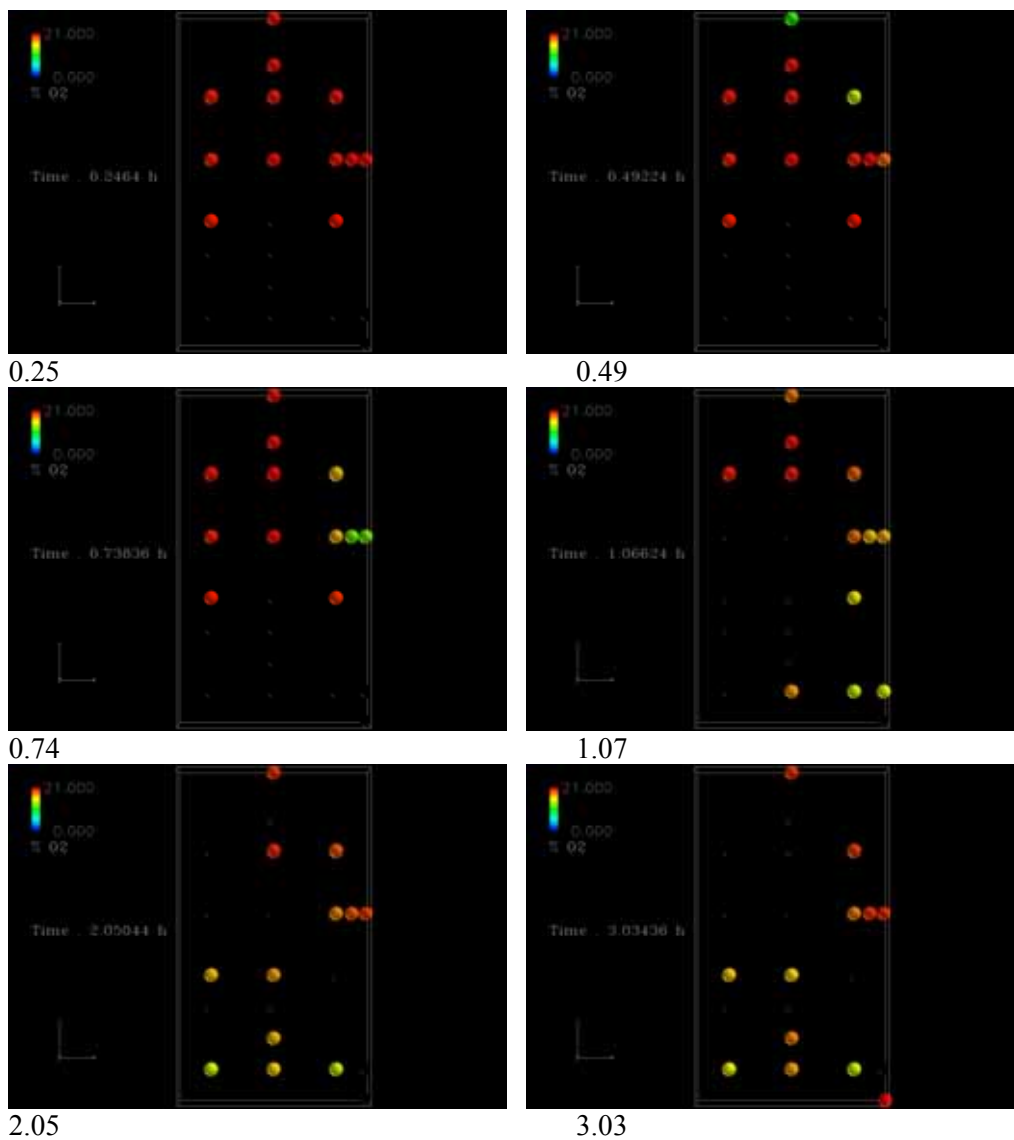 21.000
0.000
% O2
Time . 0.2464 h
0.25
21.000
0.000
% O2
Time . 0.49224 h
0.49
21.000
0.000
% O2
Time . 0.73836 h
0.74
21.000
0.000
% O2
Time . 1.06624 h
1.07
21.000
0.000
% O2
Time . 2.05044 h
2.05
21.000
0.000
% O2
Time . 3.03436 h
3.03